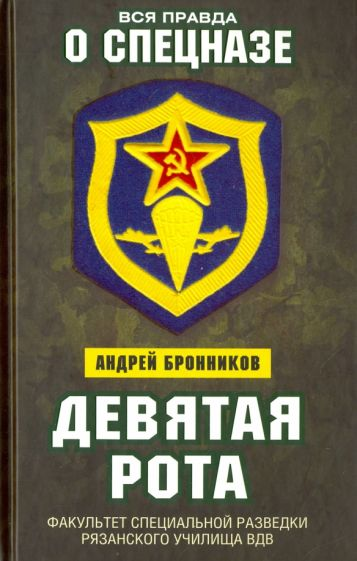 ВСЯ ПРАВДА
О СПЕЦНАЗЕ
АНДРЕЙ БРОННИКОВ
ДЕВЯТАЯ
РОТА
ФАКУЛЬТЕТ СПЕЦИАЛЬНОЙ РАЗВЕДКИ
РЯЗАНСКОГО УЧИЛИЩА ВДВ